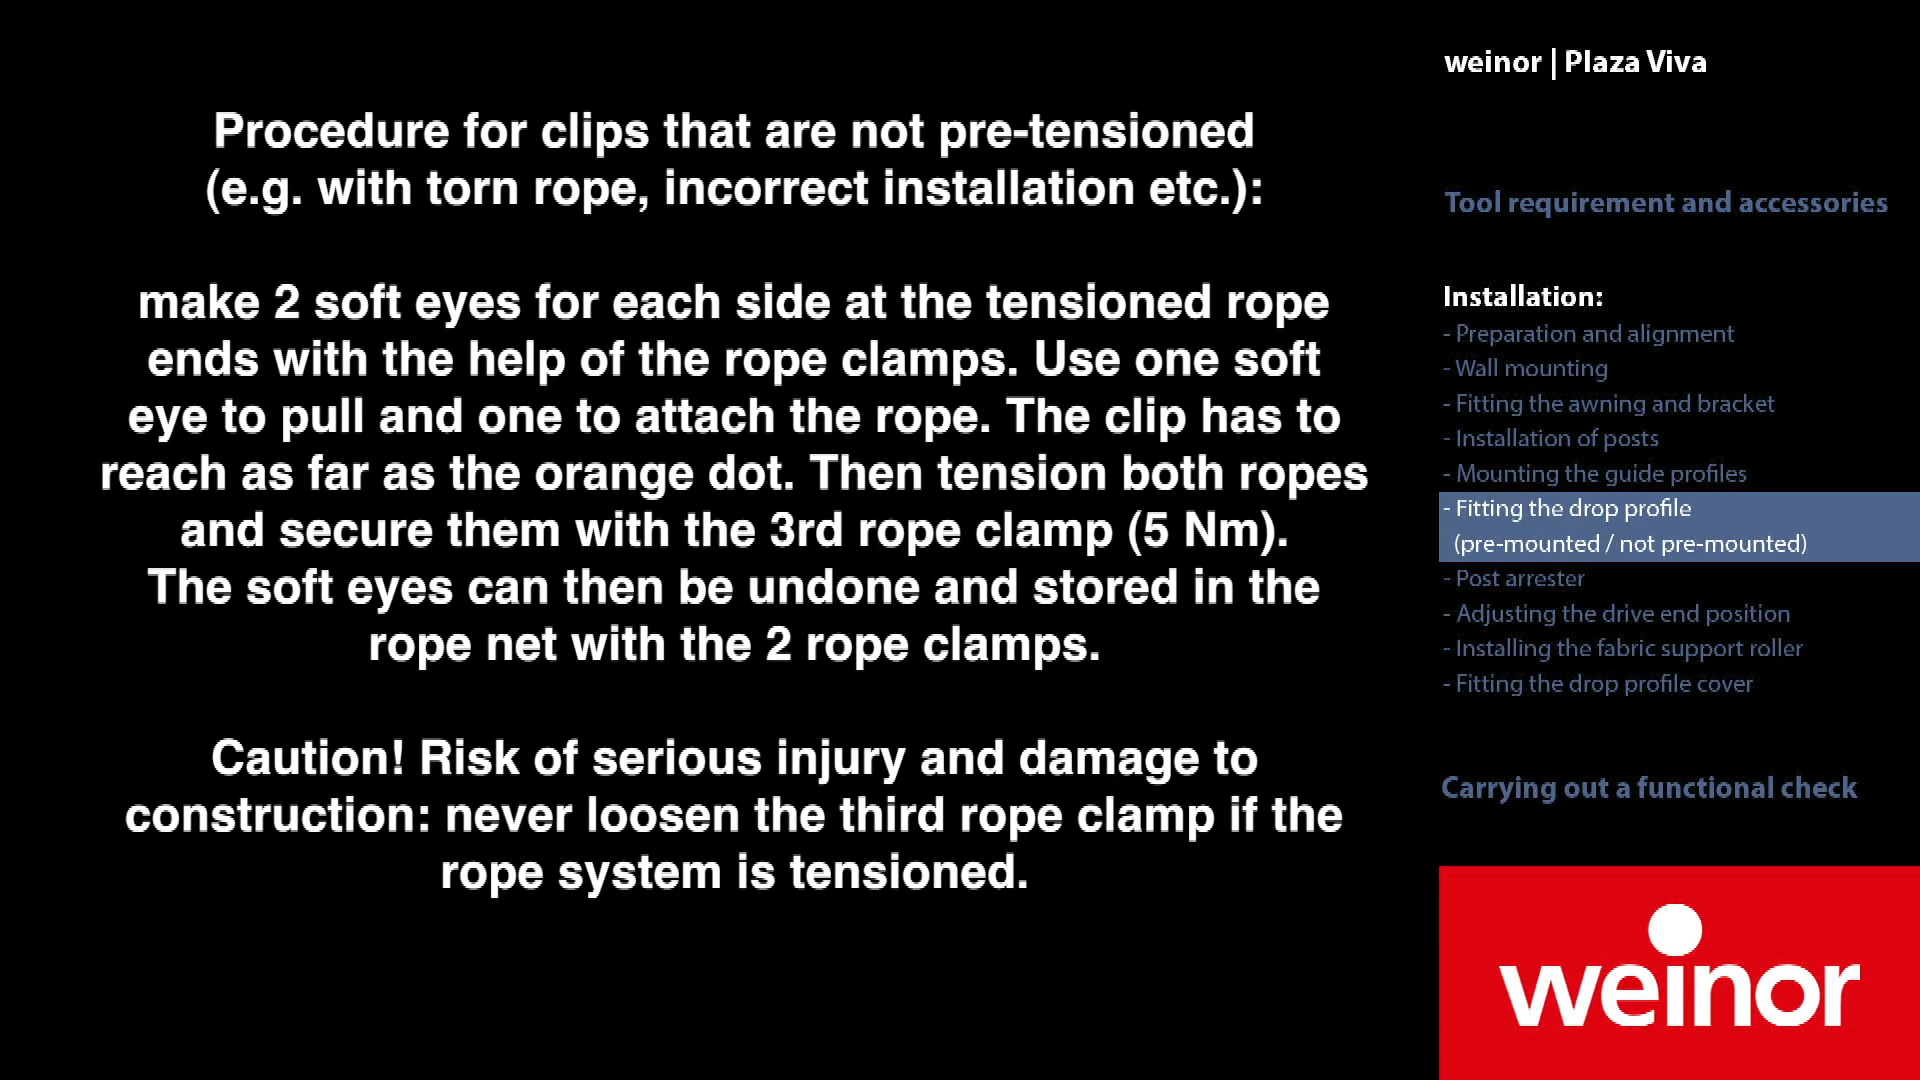 Procedure for clips that are not pre-tensioned
(e.g. with torn rope, incorrect installation etc.):
make 2 soft eyes for each side at the tensioned rope
ends with the help of the rope clamps. Use one soft
eye to pull and one to attach the rope. The clip has to
reach as far as the orange dot. Then tension both ropes
and secure them with the 3rd rope clamp (5 Nm).
The soft eyes can then be undone and stored in the
rope net with the 2 rope clamps.
Caution! Risk of serious injury and damage to
construction: never loosen the third rope clamp if the
rope system is tensioned.
weinor | Plaza Viva
Tool requirement and accessories
Installation:
- Preparation and alignment
- Wall mounting
- Fitting the awning and bracket
- Installation of posts
- Mounting the guide profiles
- Fitting the drop profile
(pre-mounted / not pre-mounted)
- Post arrester
- Adjusting the drive end position
- Installing the fabric support roller
- Fitting the drop profile cover
Carrying out a functional check
weinor